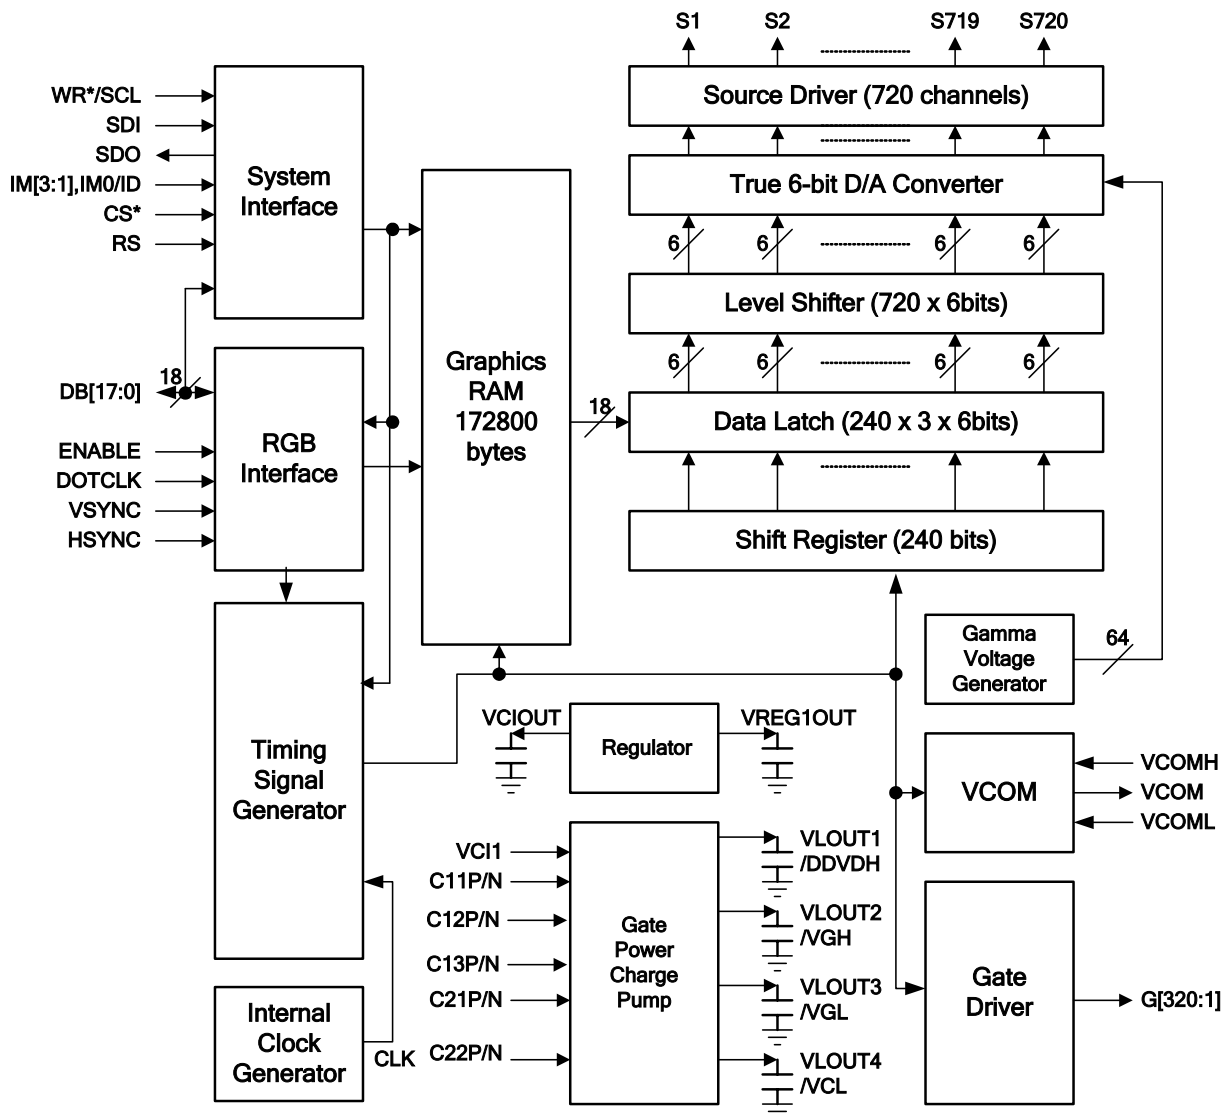 S1
S2
S719
S720
Source Driver (720 channels)
WR*/SCL
SDI
SDO
IM[3:1],IM0/ID
CS*
RS
System
Interface
True 6-bit D/A Converter
6
6
6
6
Level Shifter (720 x 6bits)
6
6
6
6
Graphics
RAM
172800
bytes
18
Data Latch (240 x 3 x 6bits)
DB[17:0]
18
ENABLE
DOTCLK
VSYNC
HSYNC
RGB
Interface
Shift Register (240 bits)
Gamma
Voltage
Generator
64
VCIOUT
Regulator
VREG1OUT
Timing
Signal
Generator
VCOM
VCOMH
VCOM
VCOML
VCI1
C11P/N
C12P/N
C13P/N
C21P/N
C22P/N
Gate
Power
Charge
Pump
VLOUT1
/DDVDH
VLOUT2
/VGH
VLOUT3
/VGL
VLOUT4
/VCL
Gate
Driver
G[320:1]
Internal
Clock
Generator
CLK